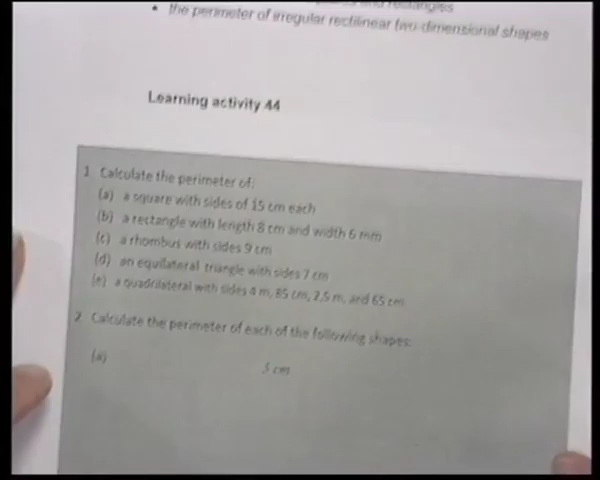 and rectangles
• the perimeter of irregular rectilinear two-dimensional shapes
Learning activity 44
1 Calculate the perimeter of:
(a) a square with sides of 15 cm each
(b) a rectangle with length 8 cm and width 6 mm
(c) a rhombus with sides 9 cm
(d) an equilateral triangle with sides 7 cm
(e) a quadrilateral with sides 4 m, 85 cm, 2.5 m, and 65 cm
2 Calculate the perimeter of each of the following shapes:
(a)
5 cm